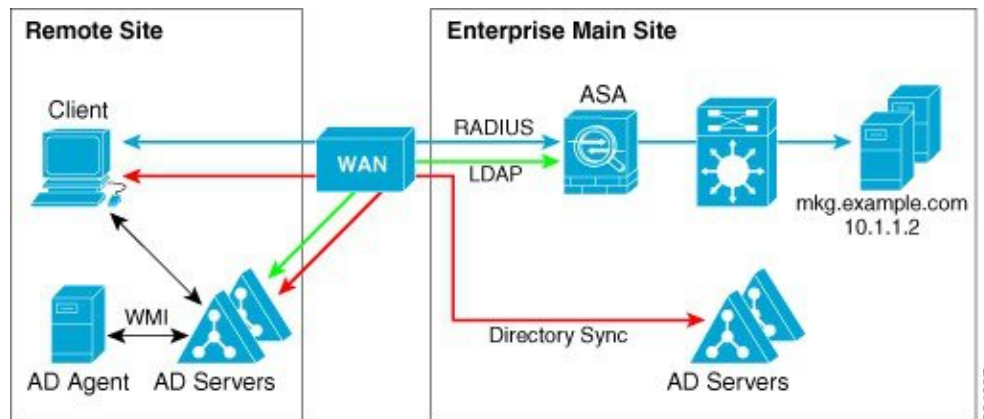 Remote Site
Enterprise Main Site
Client
ASA
RADIUS
WAN
LDAP
mkg.example.com
10.1.1.2
WMI
Directory Sync
AD Agent
AD Servers
AD Servers